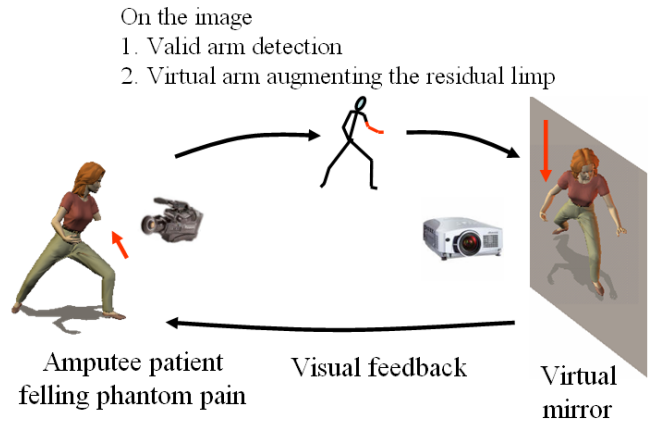 On the image
1. Valid arm detection
2. Virtual arm augmenting the residual limp
Amputee patient
felling phantom pain
Visual feedback
Virtual
mirror